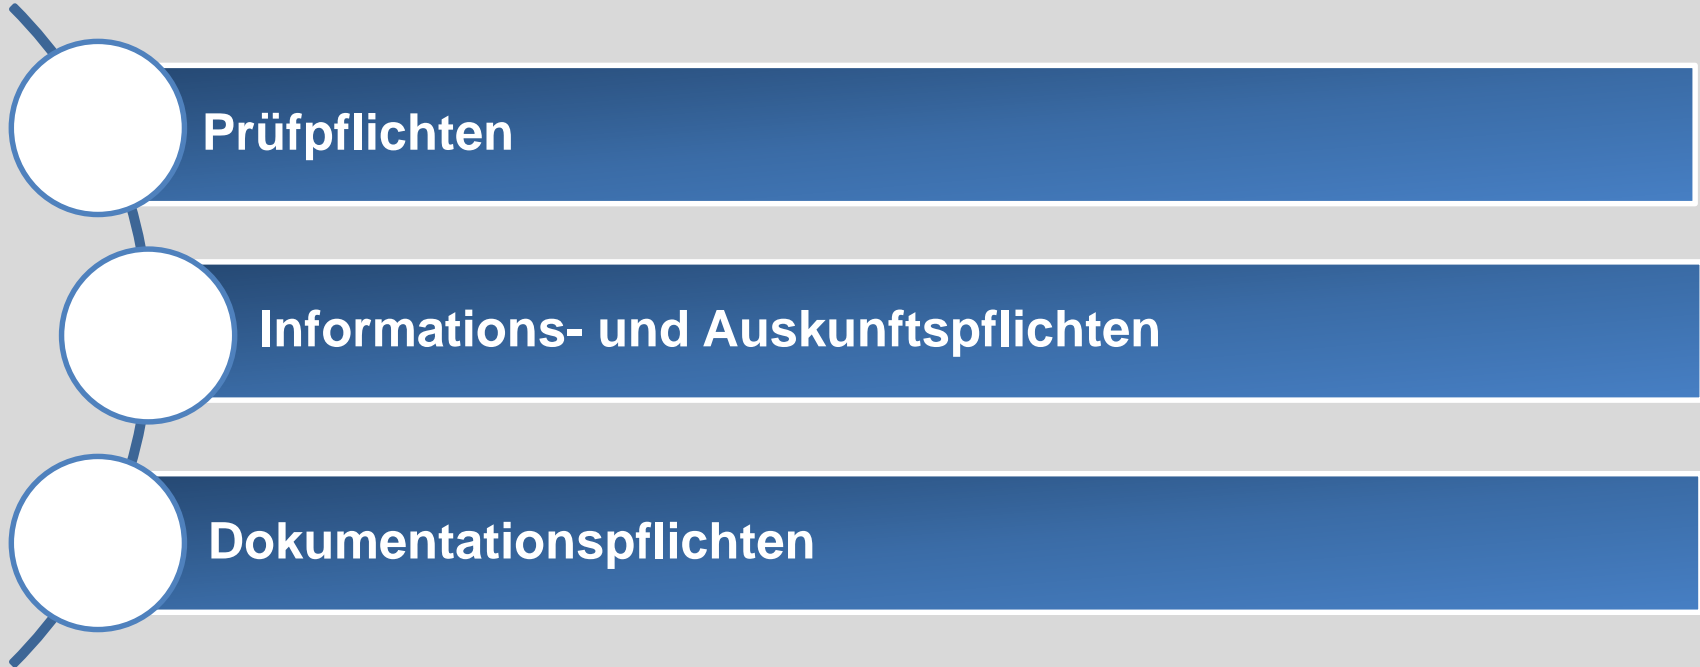 Prüfpflichten
Informations- und Auskunftspflichten
Dokumentationspflichten